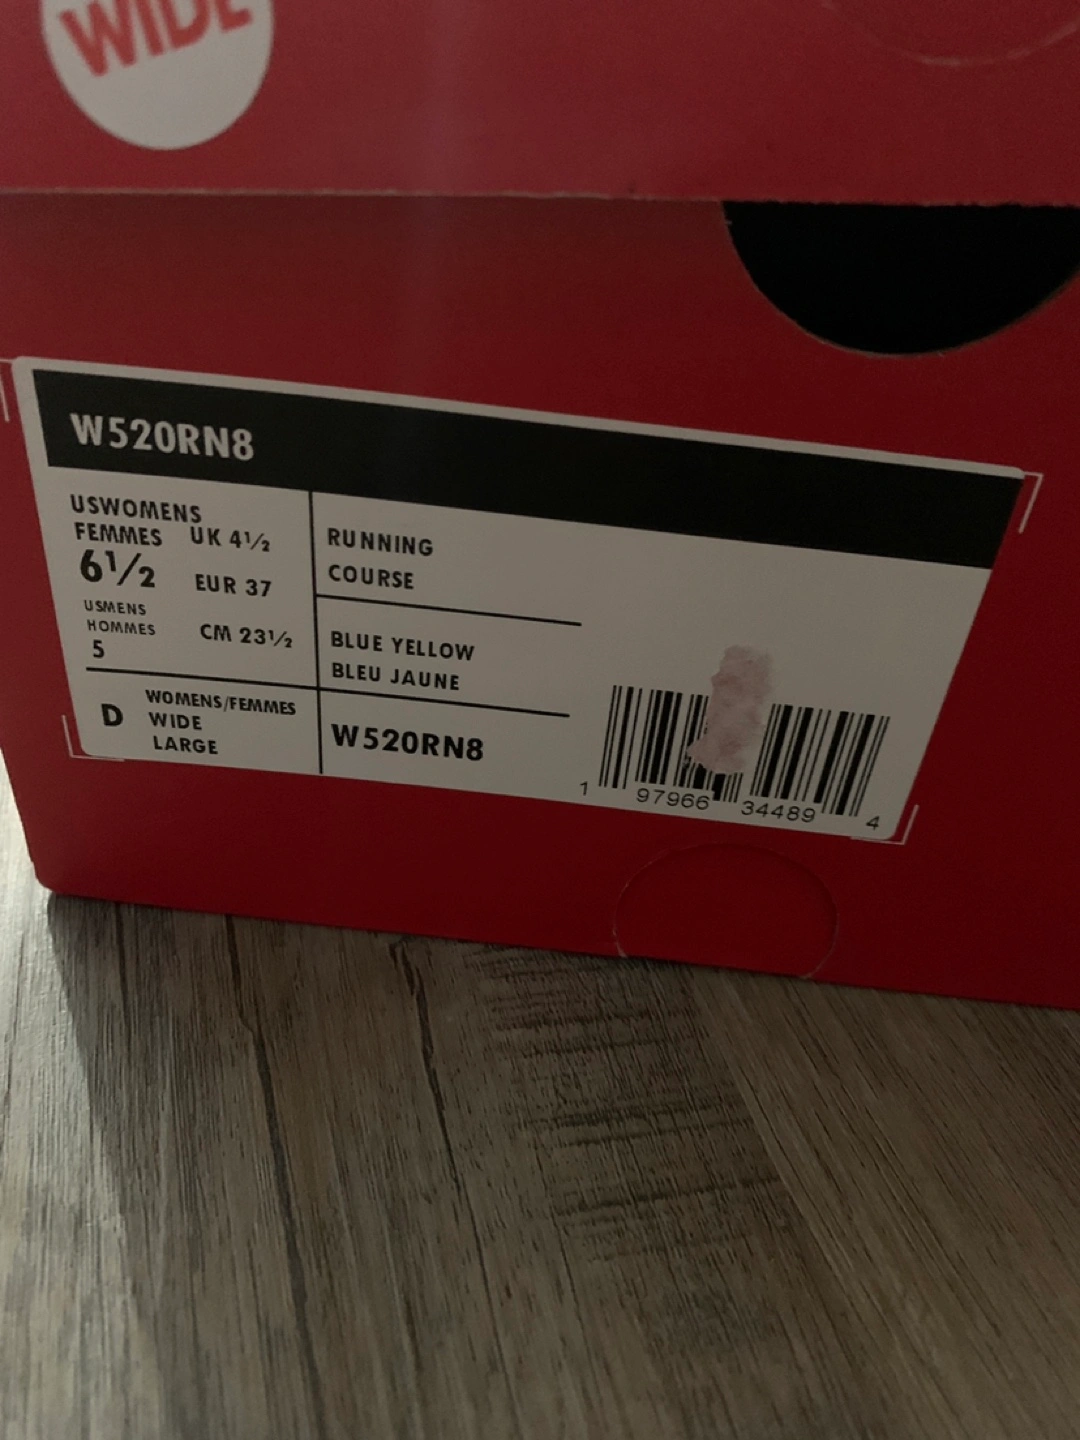 WIDE
W520RN8
USWOMENS
FEMMES UK 4½
6½ EUR 37
USMENS
HOMMES CM 23½
5
D WOMENS/FEMMES
WIDE
LARGE
RUNNING
COURSE
BLUE YELLOW
BLEU JAUNE
W520RN8
1 97966 34489 4